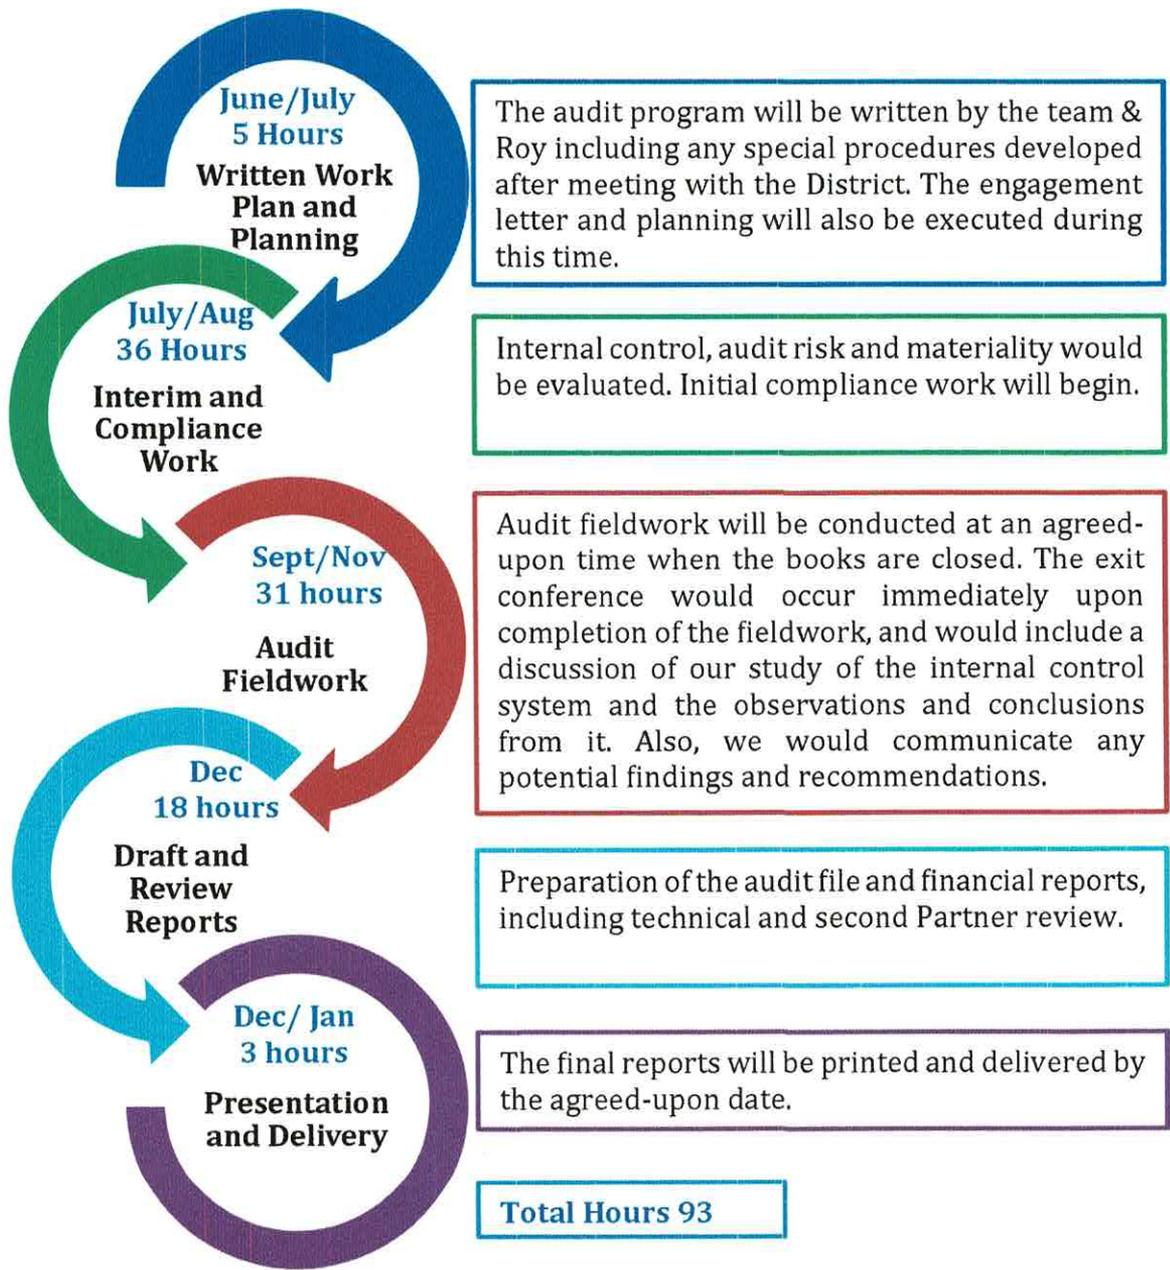 June/July
5 Hours
Written Work
Plan and
Planning
The audit program will be written by the team &
Roy including any special procedures developed
after meeting with the District. The engagement
letter and planning will also be executed during
this time.
July/Aug
36 Hours
Interim and
Compliance
Work
Internal control, audit risk and materiality would
be evaluated. Initial compliance work will begin.
Sept/Nov
31 hours
Audit
Fieldwork
Audit fieldwork will be conducted at an agreed-
upon time when the books are closed. The exit
conference would occur immediately upon
completion of the fieldwork, and would include a
discussion of our study of the internal control
system and the observations and conclusions
from it. Also, we would communicate any
potential findings and recommendations.
Dec
18 hours
Draft and
Review
Reports
Preparation of the audit file and financial reports,
including technical and second Partner review.
Dec/ Jan
3 hours
Presentation
and Delivery
The final reports will be printed and delivered by
the agreed-upon date.
Total Hours 93